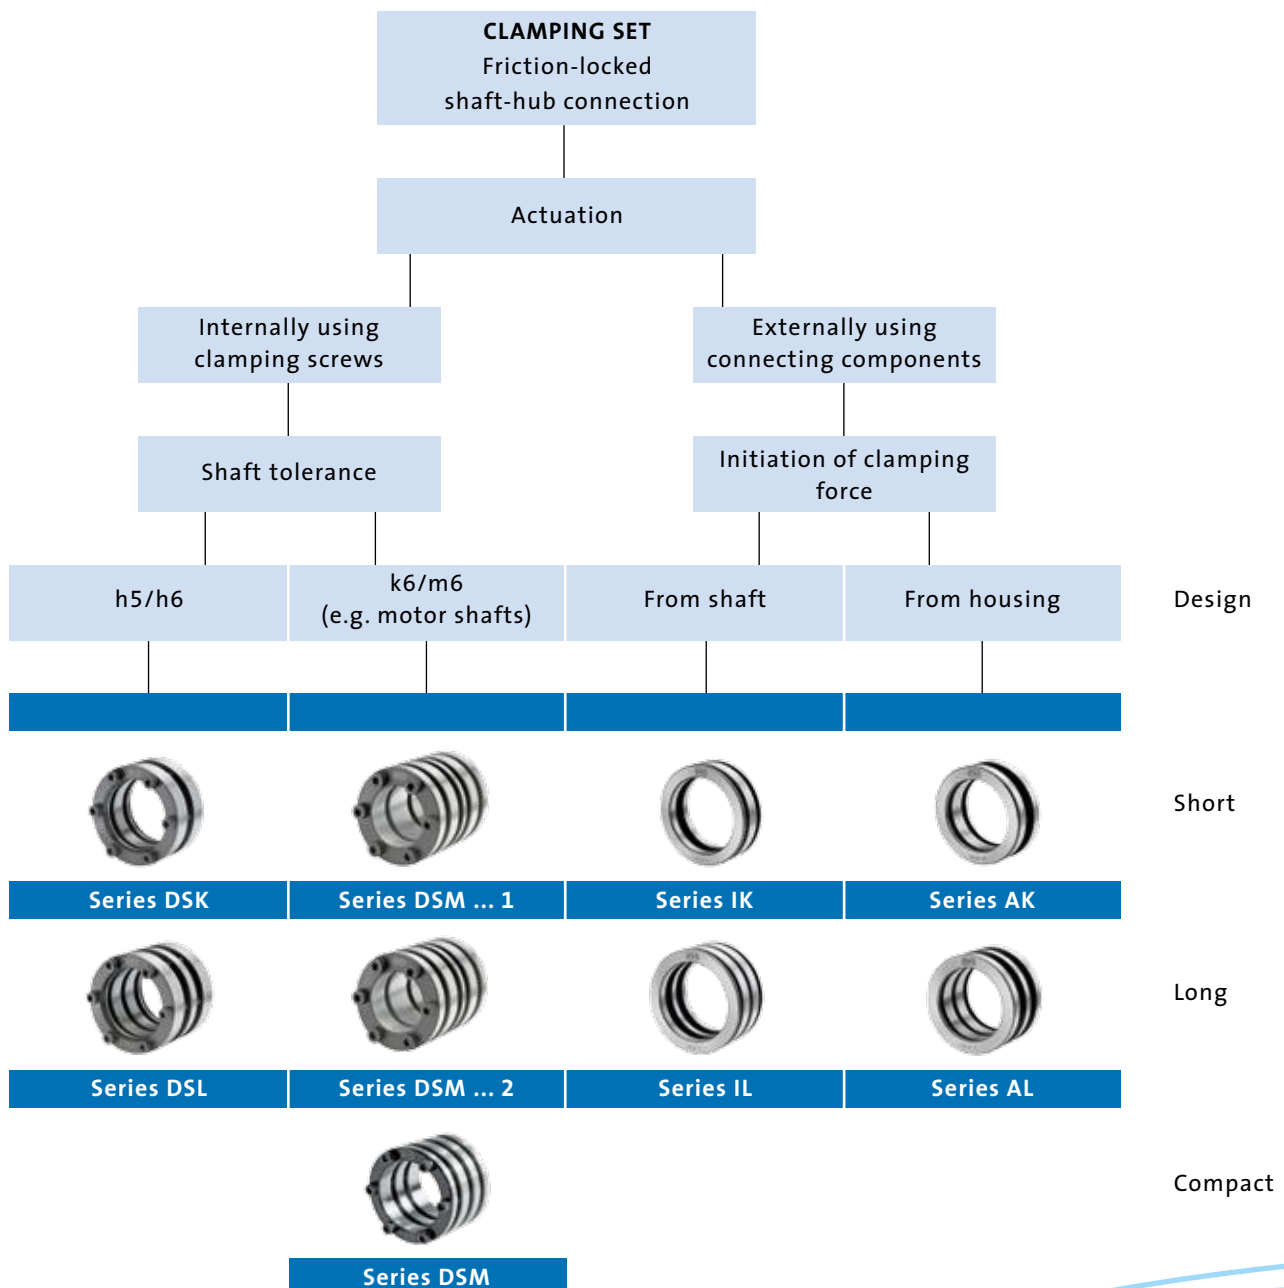 CLAMPING SET
Friction-locked
shaft-hub connection
Actuation
Internally using
clamping screws
Externally using
connecting components
Shaft tolerance
Initiation of clamping
force
h5/h6
k6/m6
(e.g. motor shafts)
From shaft
From housing
Design
Short
Series DSK
Series DSM ... 1
Series IK
Series AK
Long
Series DSL
Series DSM ... 2
Series IL
Series AL
Compact
Series DSM